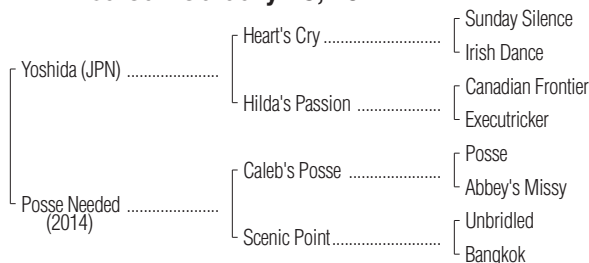 Sunday Silence
Heart's Cry
Irish Dance
Yoshida (JPN)
Canadian Frontier
Hilda's Passion
Executricker
Posse
Caleb's Posse
Abbey's Missy
Posse Needed
(2014)
Unbridled
Scenic Point
Bangkok